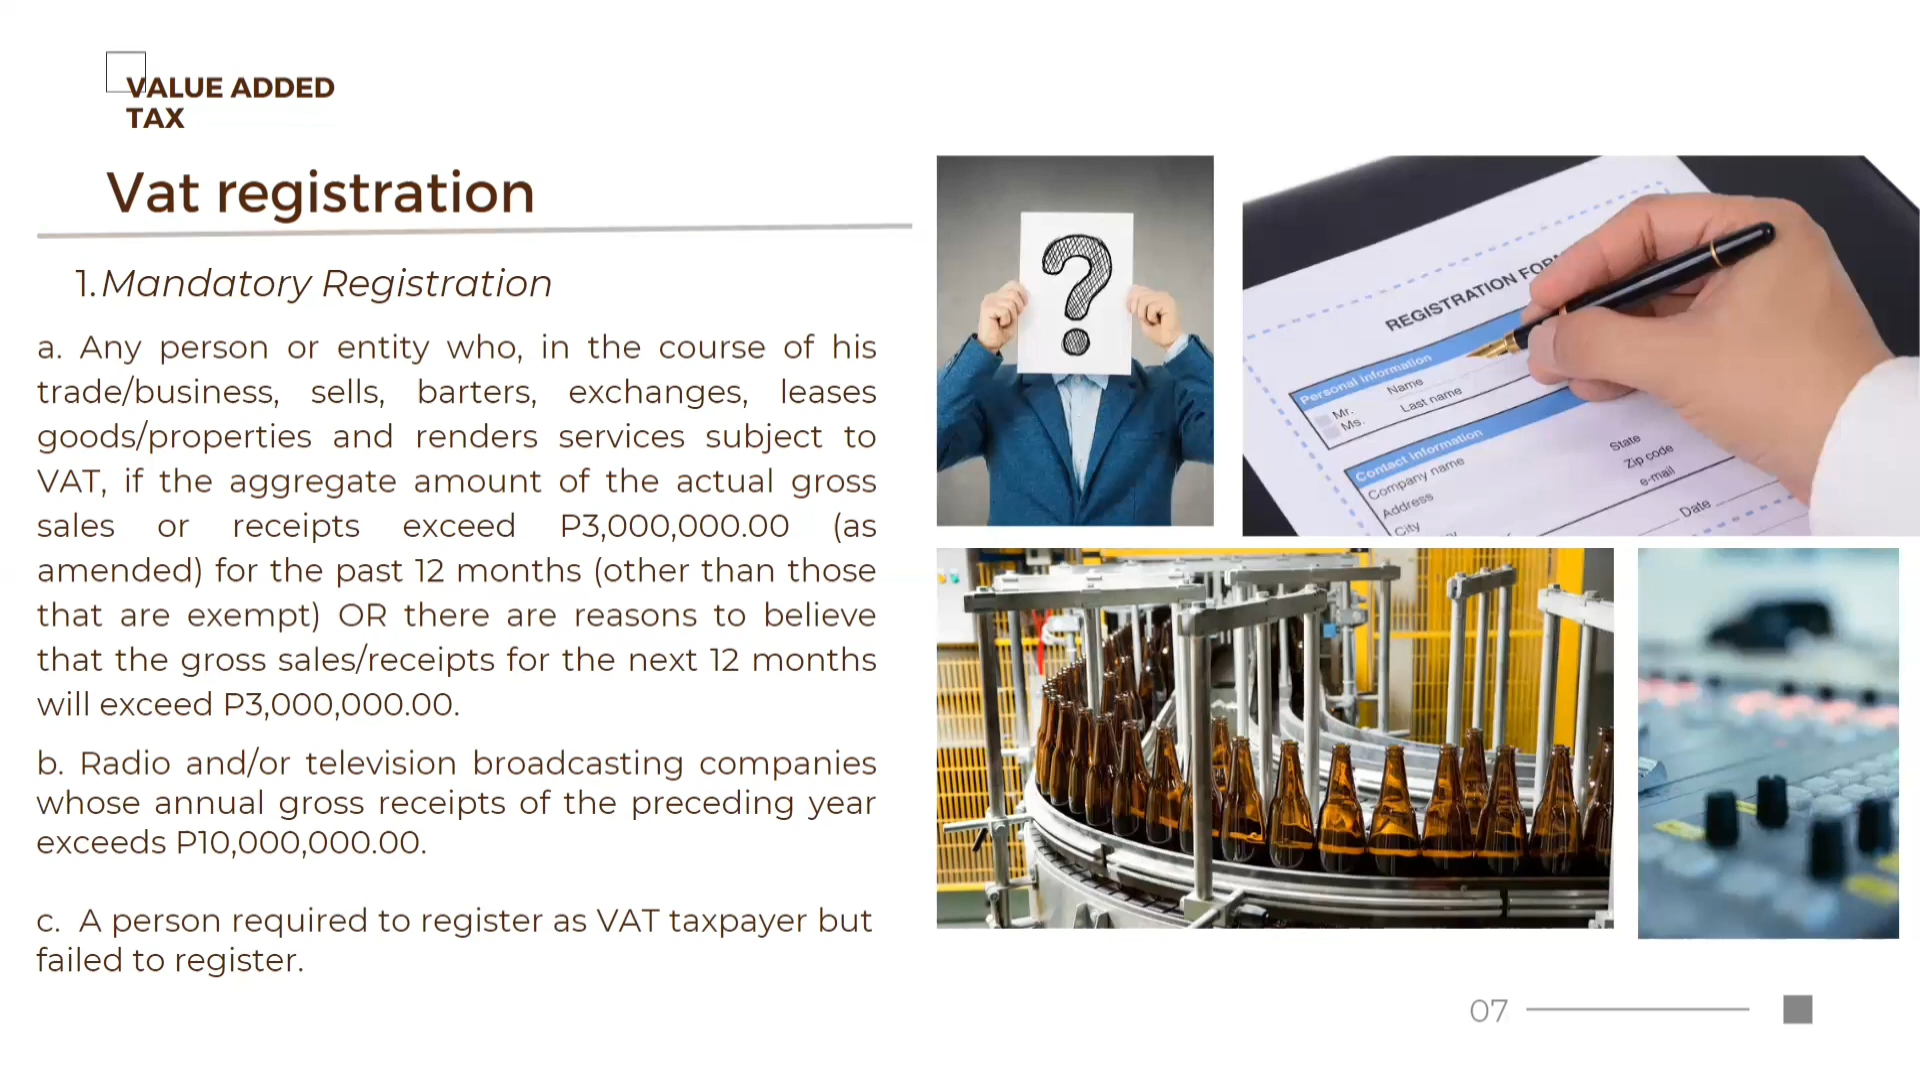 VALUE ADDED
TAX
Vat registration
1. Mandatory Registration
a. Any person or entity who, in the course of his
trade/business, sells, barters, exchanges, leases
goods/properties and renders services subject to
VAT, if the aggregate amount of the actual gross
sales or receipts exceed P3,000,000.00 (as
amended) for the past 12 months (other than those
that are exempt) OR there are reasons to believe
that the gross sales/receipts for the next 12 months
will exceed P3,000,000.00.
b. Radio and/or television broadcasting companies
whose annual gross receipts of the preceding year
exceeds P10,000,000.00.
c. A person required to register as VAT taxpayer but
failed to register.
?
REGISTRATION
Personal information
Name
Mr.
Last name
Ms.
Contact information
State
Company name
Zip code
Address
e-mail
City
Date
07